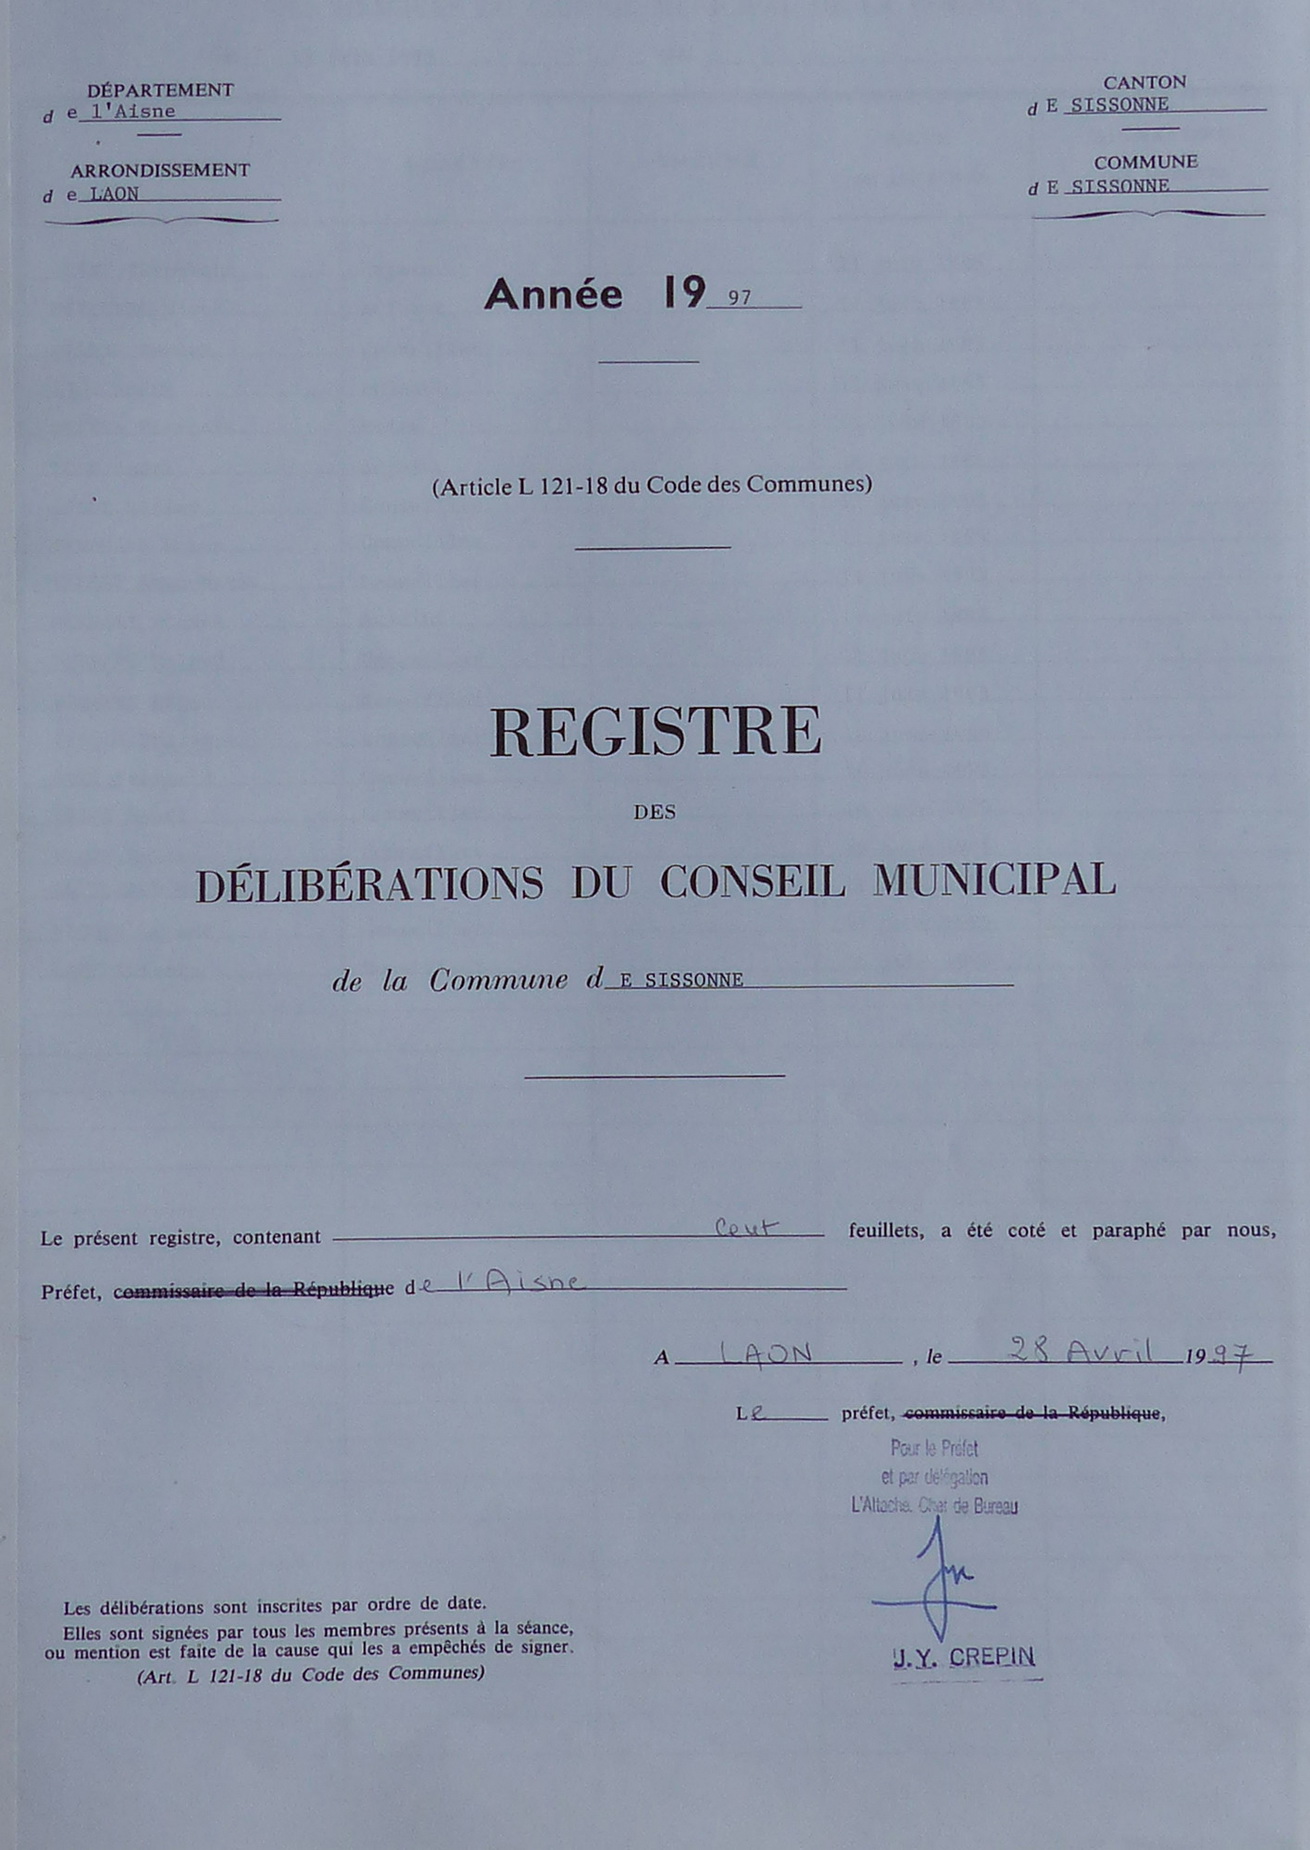 DÉPARTEMENT
de l'Aisne
ARRONDISSEMENT
de LAON
CANTON
dE SISSONNE
COMMUNE
dE SISSONNE
Année 1997
(Article L 121-18 du Code des Communes)
REGISTRE
DES
DÉLIBÉRATIONS DU CONSEIL MUNICIPAL
de la Commune dE SISSONNE
Le présent registre, contenant Cent feuillets, a été coté et paraphé par nous,
Préfet, commissaire de la République de l'Aisne
A LAON, le 28 Avril 1997
Le préfet, commissaire de la République,
Pour le Préfet
et par délégation
L'Attaché, Chef de Bureau
J.Y. CREPIN
Les délibérations sont inscrites par ordre de date.
Elles sont signées par tous les membres présents à la séance,
ou mention est faite de la cause qui les a empêchés de signer.
(Art. L 121-18 du Code des Communes)